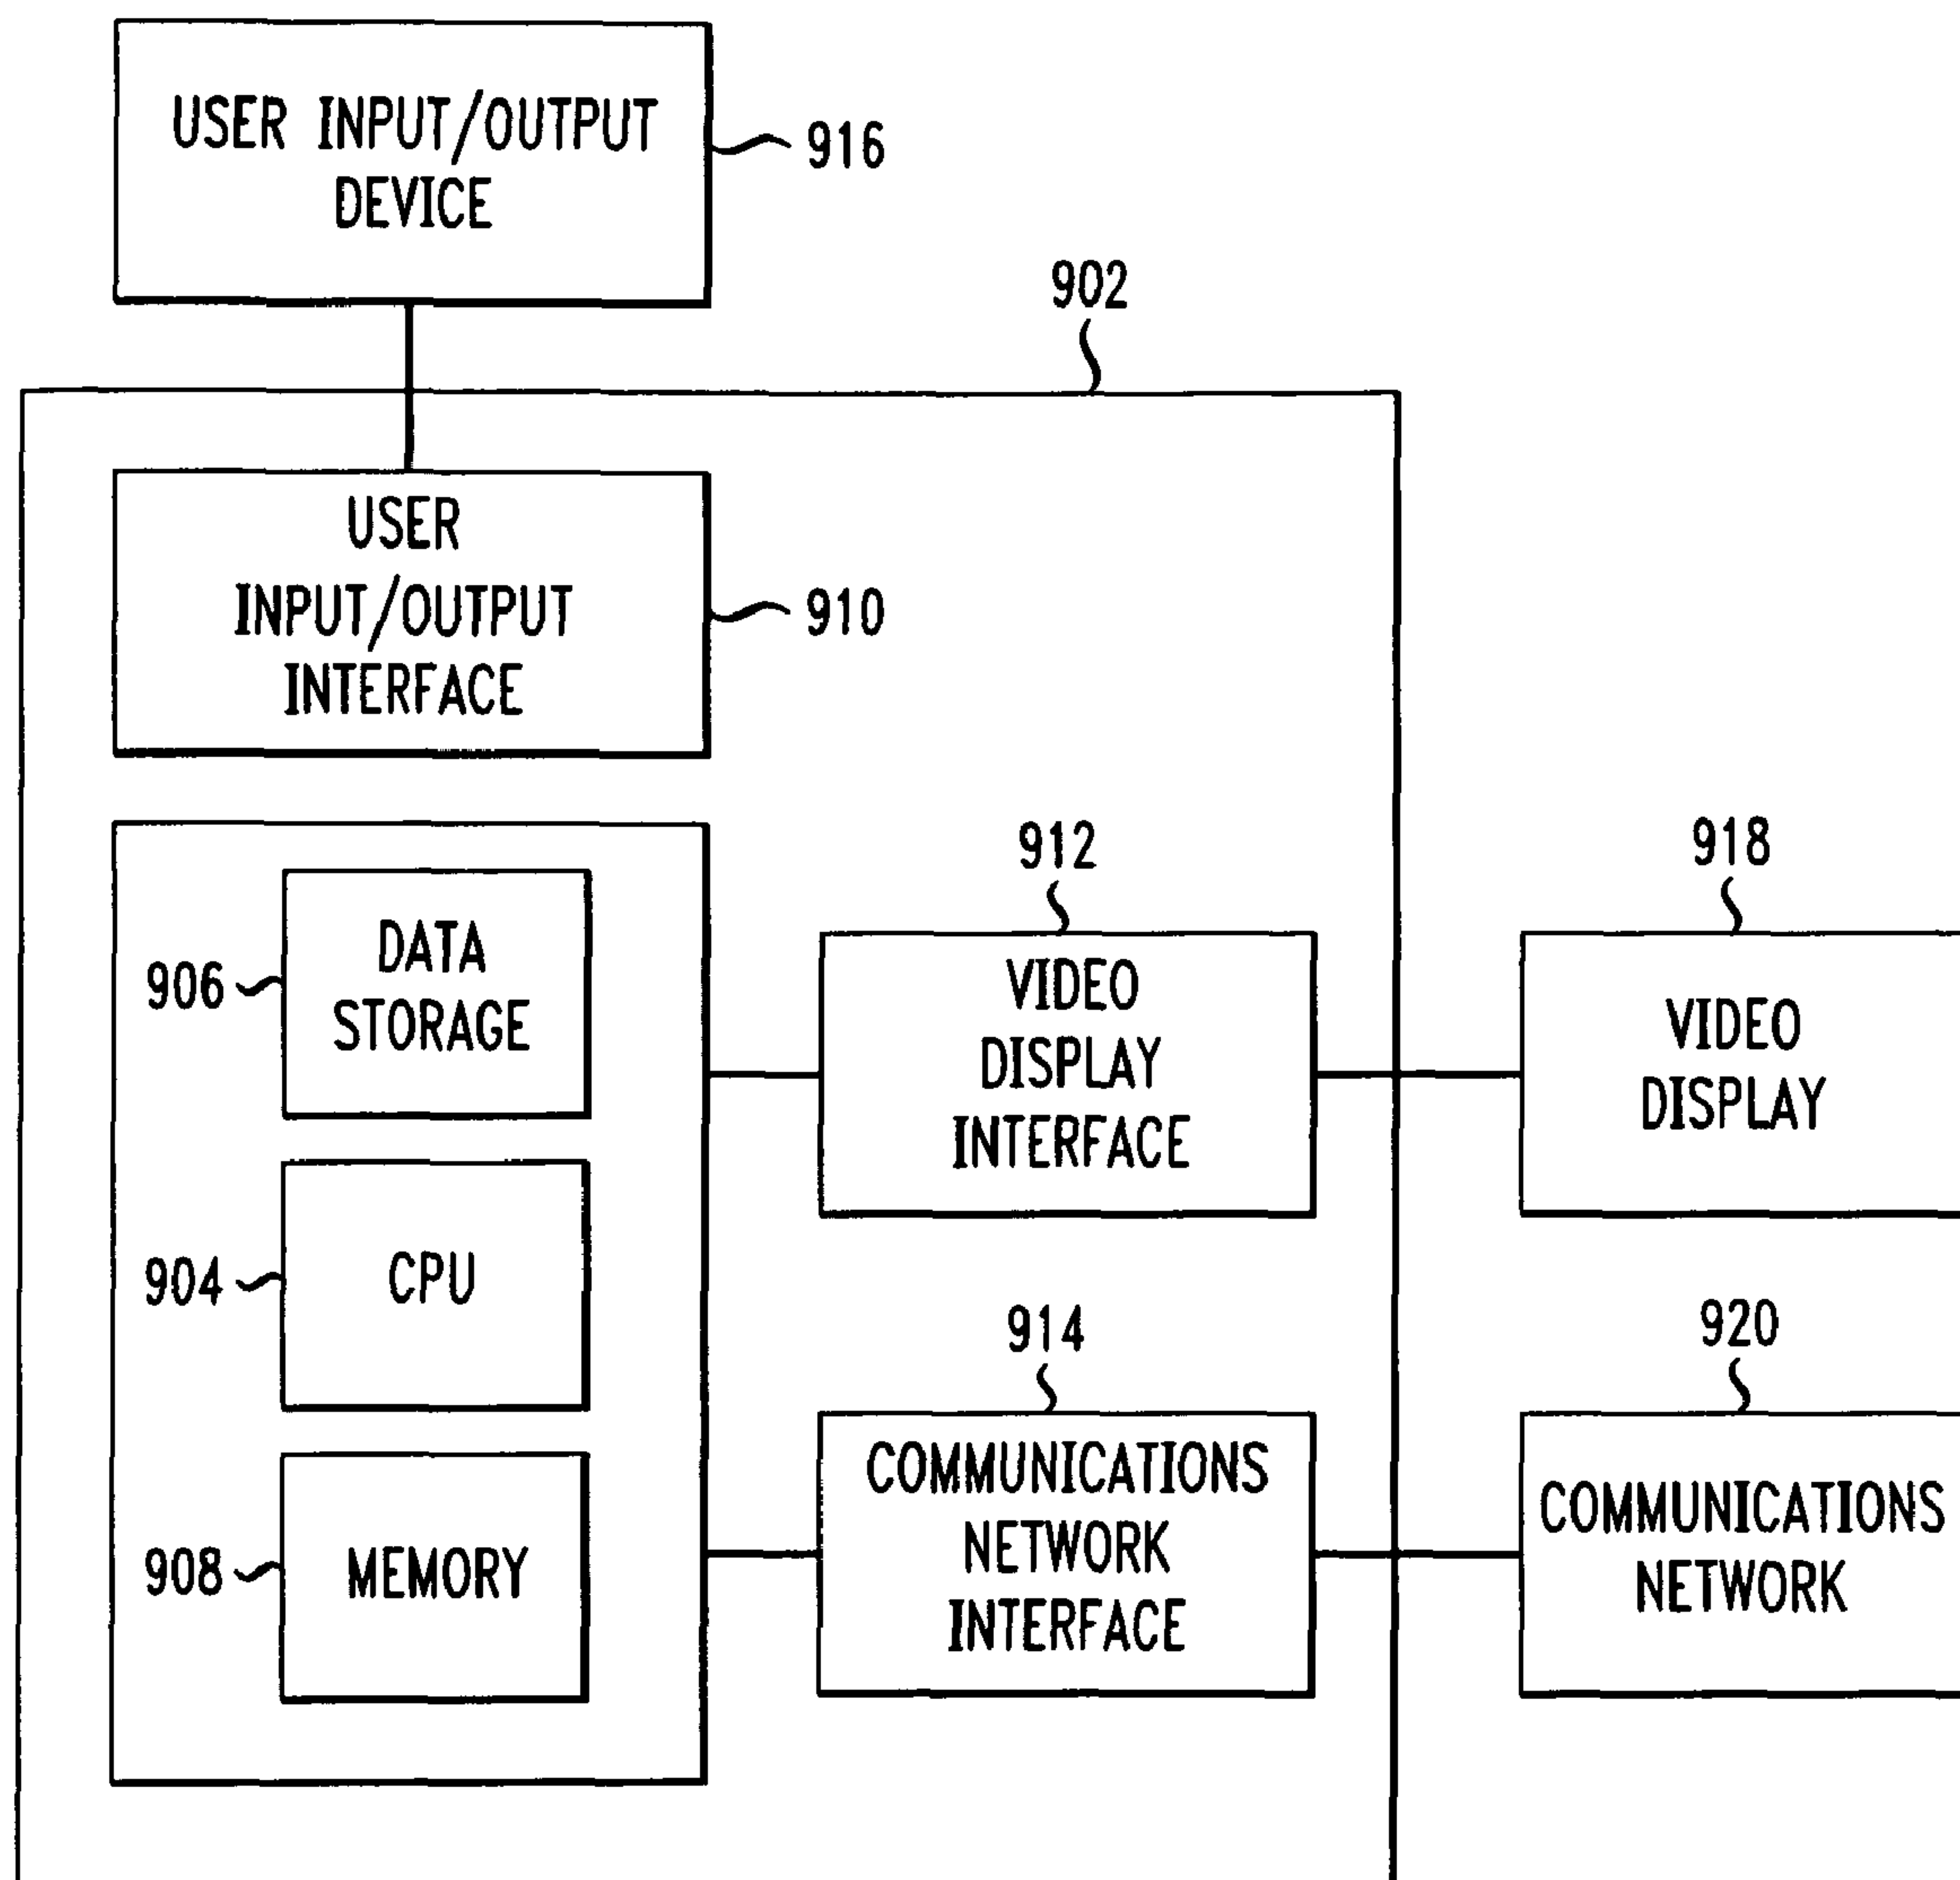 USER INPUT/OUTPUT
DEVICE
916
902
USER
INPUT/OUTPUT
INTERFACE
910
912
918
906
DATA
STORAGE
VIDEO
DISPLAY
INTERFACE
VIDEO
DISPLAY
904
CPU
914
920
908
MEMORY
COMMUNICATIONS
NETWORK
INTERFACE
COMMUNICATIONS
NETWORK